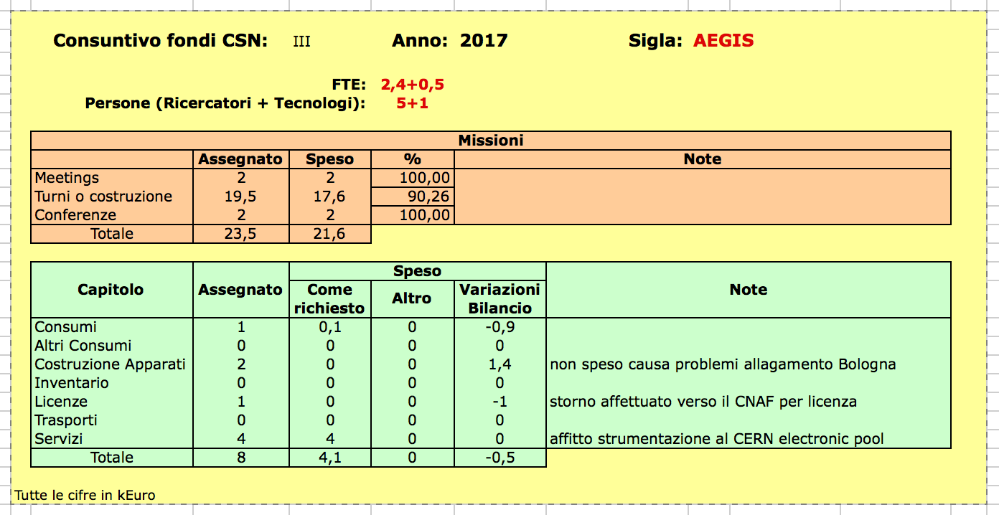 Consuntivo fondi CSN: III Anno: 2017 Sigla: AEGIS
FTE: 2,4+0,5
Persone (Ricercatori + Tecnologi): 5+1
Missioni
Assegnato Speso % Note
Meetings 2 2 100,00
Turni o costruzione 19,5 17,6 90,26
Conferenze 2 2 100,00
Totale 23,5 21,6
Capitolo Assegnato Speso Note
Come richiesto Altro Variazioni Bilancio
Consumi 1 0,1 0 -0,9
Altri Consumi 0 0 0 0
Costruzione Apparati 2 0 0 1,4 non speso causa problemi allagamento Bologna
Inventario 0 0 0 0
Licenze 1 0 0 -1 storno affettuato verso il CNAF per licenza
Trasporti 0 0 0 0
Servizi 4 4 0 0 affitto strumentazione al CERN electronic pool
Totale 8 4,1 0 -0,5
Tutte le cifre in kEuro